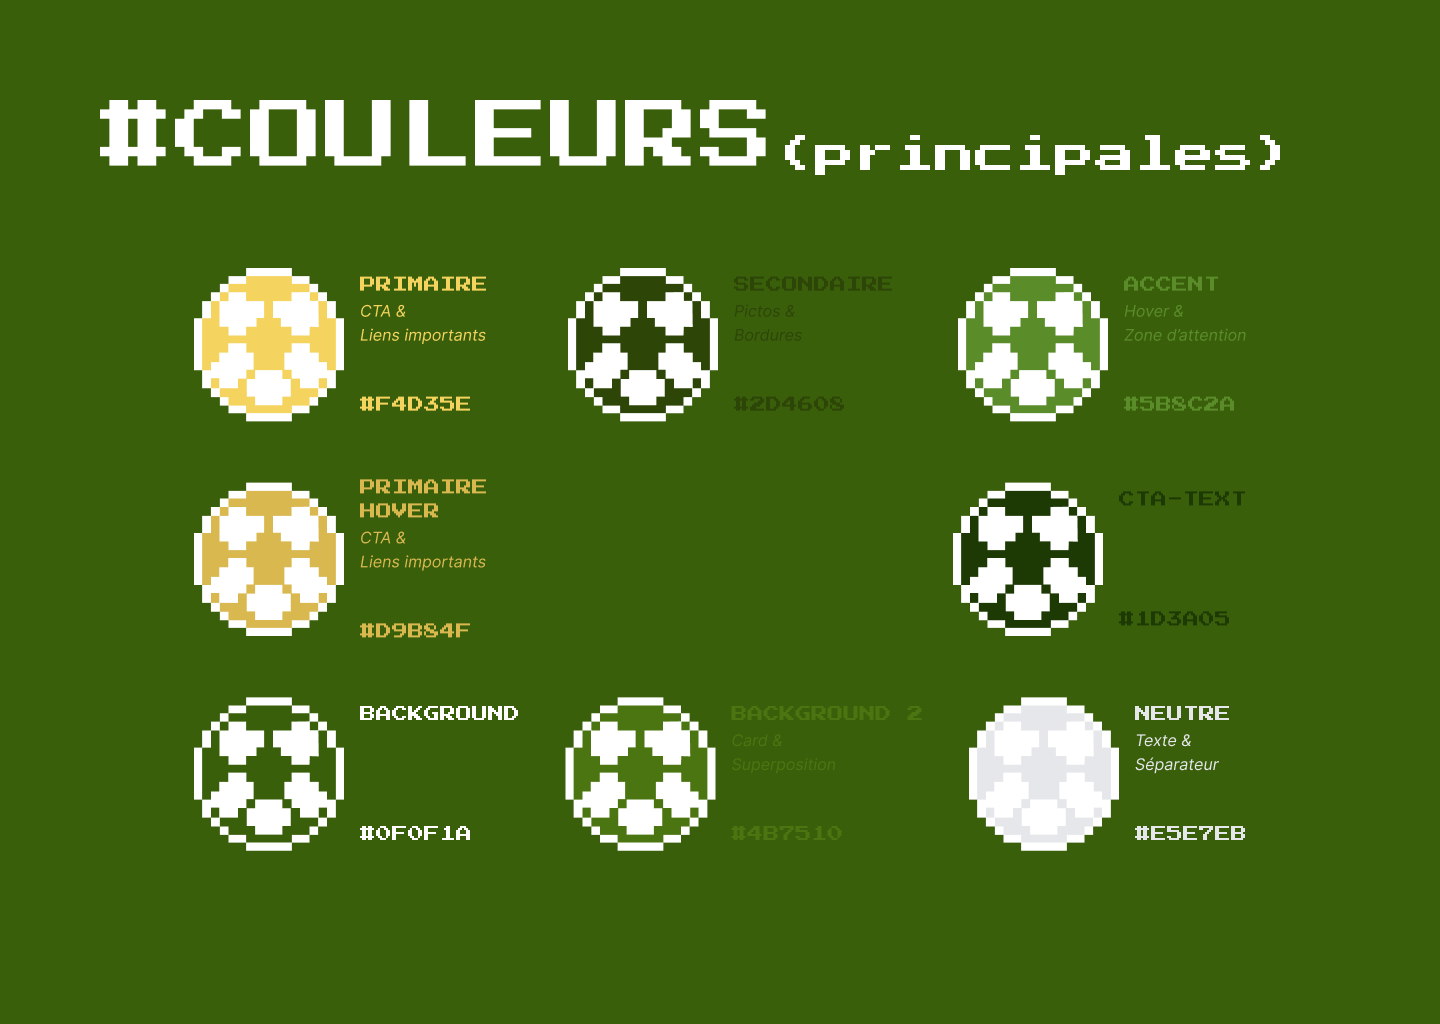 #COULEURS (principales)
PRIMAIRE
CTA &
Liens importants
#F4D35E
SECONDAIRE
Pictos &
Bordures
#2D4608
ACCENT
Hover &
Zone d'attention
#5B8C2A
PRIMAIRE
HOVER
CTA &
Liens importants
#D9B84F
CTA-TEXT
#1D3A05
BACKGROUND
#0F0F1A
BACKGROUND 2
Card &
Superposition
#4B7510
NEUTRE
Texte &
Séparateur
#E5E7EB